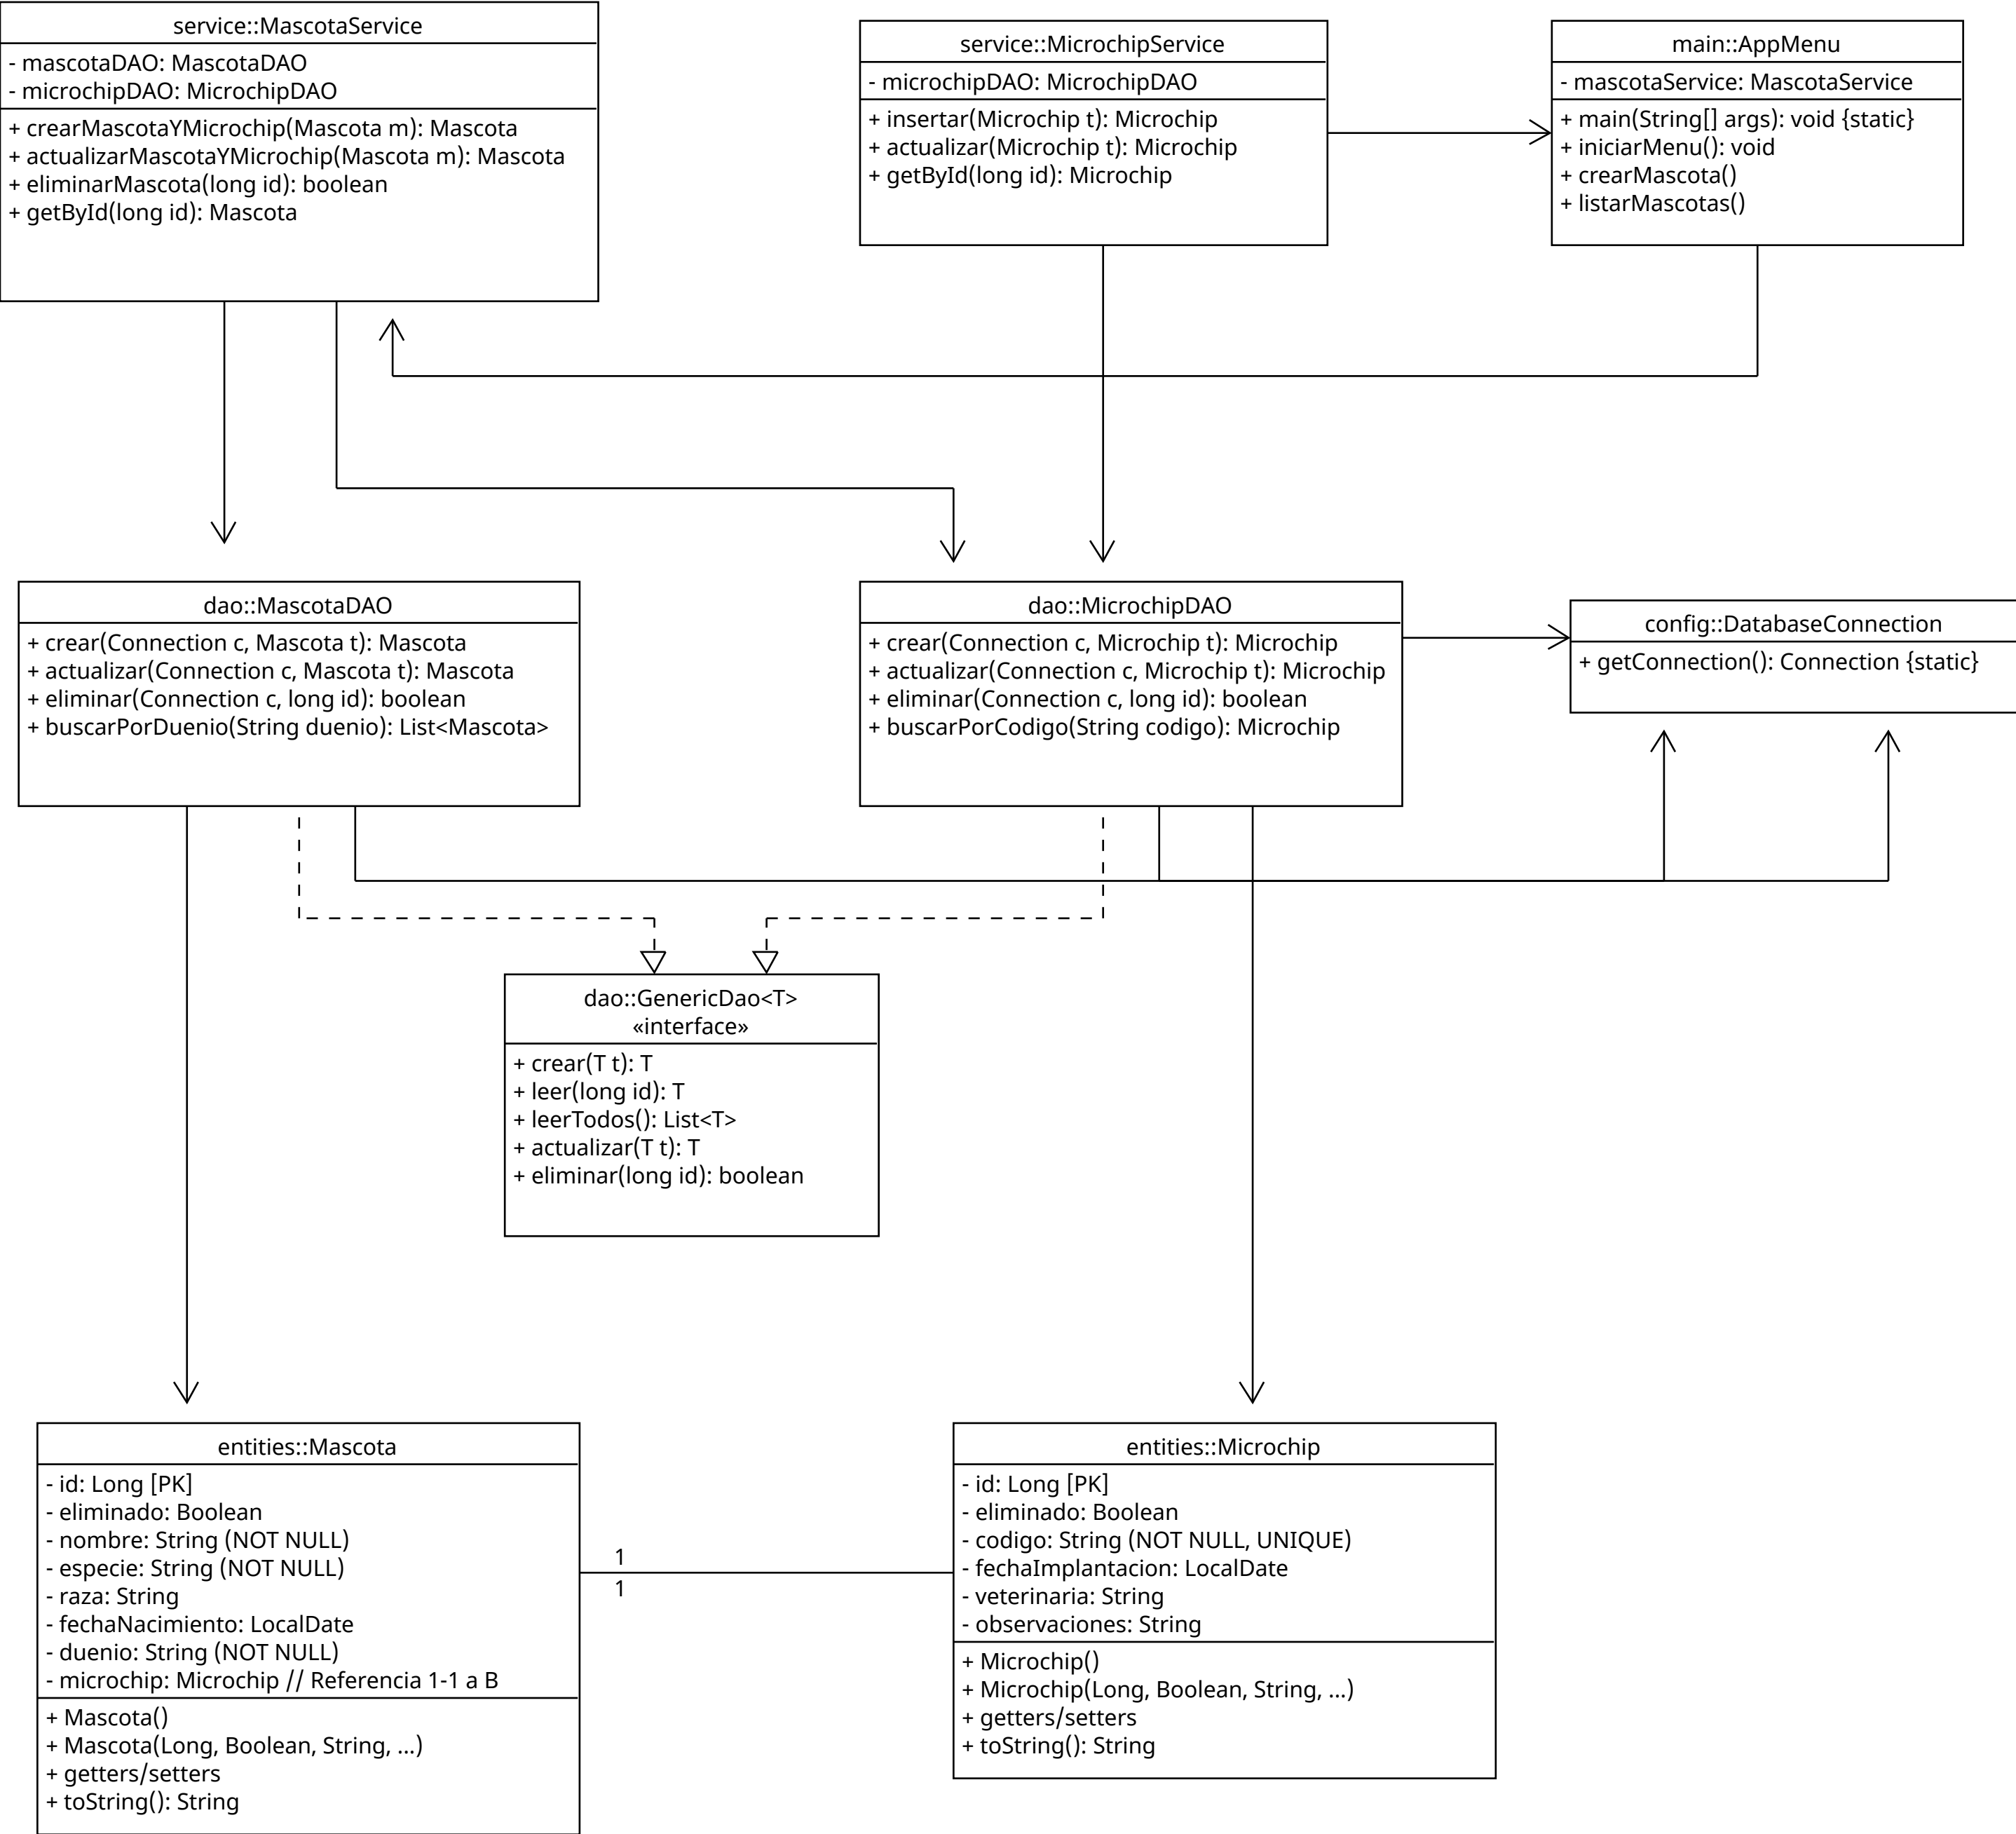 service::MascotaService
- mascotaDAO: MascotaDAO
- microchipDAO: MicrochipDAO
+ crearMascotaYMicrochip(Mascota m): Mascota
+ actualizarMascotaYMicrochip(Mascota m): Mascota
+ eliminarMascota(long id): boolean
+ getById(long id): Mascota
service::MicrochipService
- microchipDAO: MicrochipDAO
+ insertar(Microchip t): Microchip
+ actualizar(Microchip t): Microchip
+ getById(long id): Microchip
main::AppMenu
- mascotaService: MascotaService
+ main(String[] args): void {static}
+ iniciarMenu(): void
+ crearMascota()
+ listarMascotas()
dao::MascotaDAO
+ crear(Connection c, Mascota t): Mascota
+ actualizar(Connection c, Mascota t): Mascota
+ eliminar(Connection c, long id): boolean
+ buscarPorDuenio(String duenio): List<Mascota>
dao::MicrochipDAO
+ crear(Connection c, Microchip t): Microchip
+ actualizar(Connection c, Microchip t): Microchip
+ eliminar(Connection c, long id): boolean
+ buscarPorCodigo(String codigo): Microchip
config::DatabaseConnection
+ getConnection(): Connection {static}
dao::GenericDao<T>
«interface»
+ crear(T t): T
+ leer(long id): T
+ leerTodos(): List<T>
+ actualizar(T t): T
+ eliminar(long id): boolean
entities::Mascota
- id: Long [PK]
- eliminado: Boolean
- nombre: String (NOT NULL)
- especie: String (NOT NULL)
- raza: String
- fechaNacimiento: LocalDate
- duenio: String (NOT NULL)
- microchip: Microchip // Referencia 1-1 a B
+ Mascota()
+ Mascota(Long, Boolean, String, ...)
+ getters/setters
+ toString(): String
1
1
entities::Microchip
- id: Long [PK]
- eliminado: Boolean
- codigo: String (NOT NULL, UNIQUE)
- fechaImplantacion: LocalDate
- veterinaria: String
- observaciones: String
+ Microchip()
+ Microchip(Long, Boolean, String, ...)
+ getters/setters
+ toString(): String